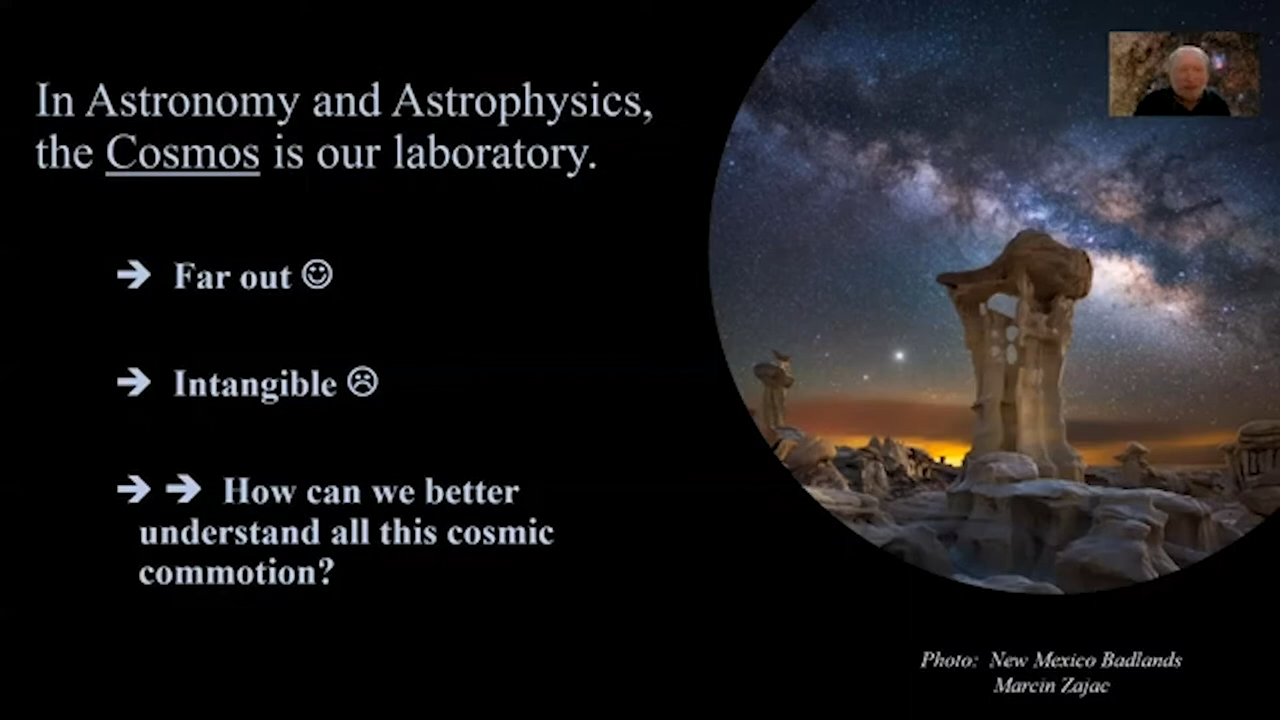 In Astronomy and Astrophysics,
the Cosmos is our laboratory.
➔ Far out ☺
➔ Intangible ☹
➔ ➔ How can we better
understand all this cosmic
commotion?
Photo: New Mexico Badlands
Marcin Zajac